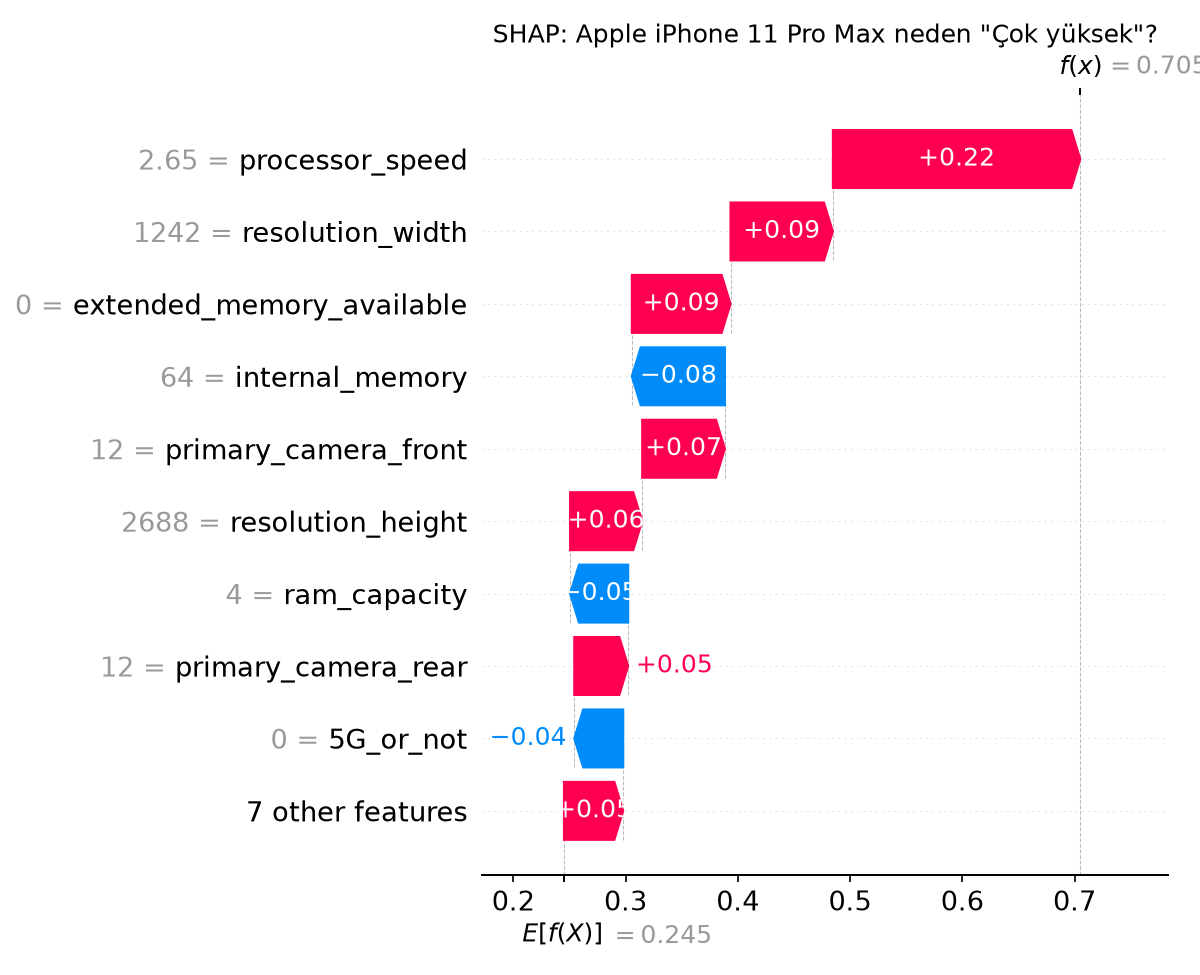 SHAP: Apple iPhone 11 Pro Max neden "Çok yüksek"?
f(x) = 0.705
2.65 = processor_speed +0.22
1242 = resolution_width +0.09
0 = extended_memory_available +0.09
64 = internal_memory −0.08
12 = primary_camera_front +0.07
2688 = resolution_height +0.06
4 = ram_capacity −0.05
12 = primary_camera_rear +0.05
0 = 5G_or_not −0.04
7 other features +0.05
0.2 0.3 0.4 0.5 0.6 0.7
E[f(X)] = 0.245